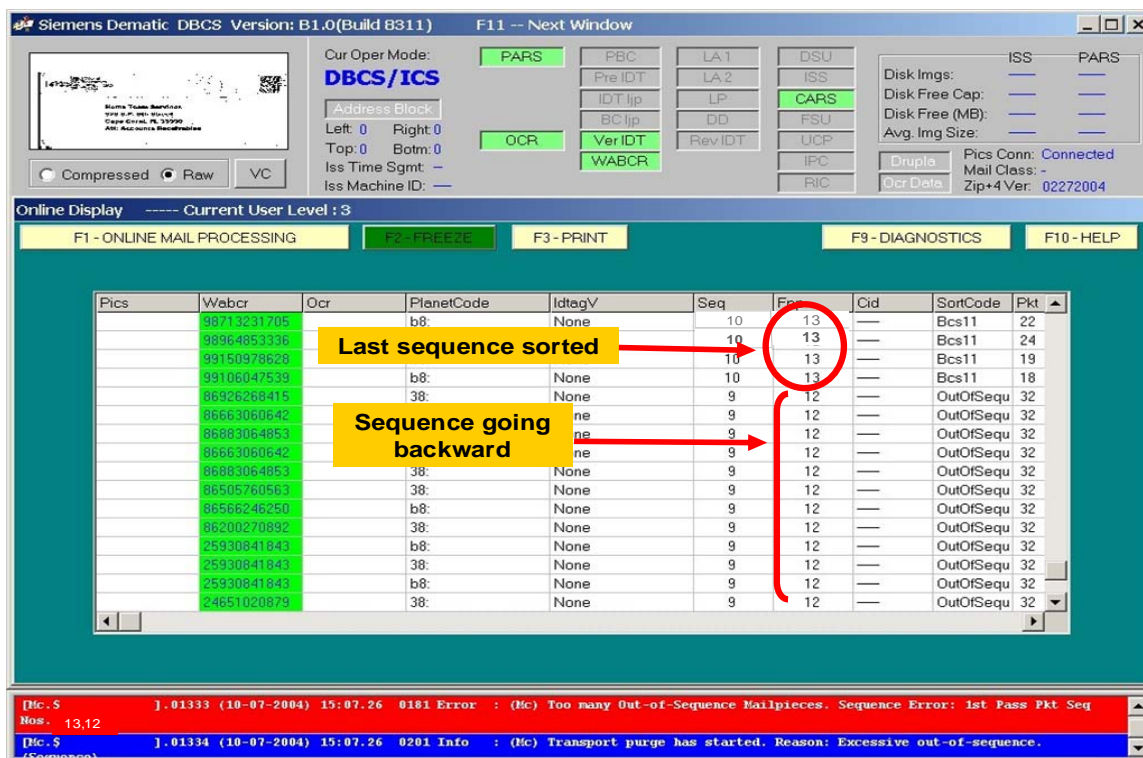 Siemens Dematic DBCS Version: B1.0(Build 8311) F11 -- Next Window
Home Team Services
Cape Coral, FL 33990
Att: Accounts Receivables
Compressed Raw VC
Cur Oper Mode:
DBCS/ICS
Address Block
Left: 0 Right: 0
Top: 0 Botm: 0
Iss Time Sgmt: –
Iss Machine ID: —
PARS PBC LA 1 DSU
Pre IDT LA 2 ISS
IDT Ijp LP CARS
BC Ijp DD FSU
OCR Ver IDT Rev IDT UCP
WABCR IPC
RIC
ISS PARS
Disk Imgs: — —
Disk Free Cap: — —
Disk Free (MB): — —
Avg. Img Size: — —
Drupla Pics Conn: Connected
Mail Class: -
Ocr Data Zip+4 Ver: 02272004
Online Display ----- Current User Level : 3
F1 - ONLINE MAIL PROCESSING F2 - FREEZE F3 - PRINT F9 - DIAGNOSTICS F10 - HELP
Pics Wabcr Ocr PlanetCode IdtagV Seq Cid SortCode Pkt
98713231705 b8: None 10 13 — Bcs11 22
98964853336 10 13 — Bcs11 24
99150978628 10 13 — Bcs11 19
99106047539 b8: None 10 13 — Bcs11 18
86926268415 38: None 9 12 — OutOfSequ 32
86663060642 9 12 — OutOfSequ 32
86883064853 9 12 — OutOfSequ 32
86663060642 9 12 — OutOfSequ 32
86883064853 38: None 9 12 — OutOfSequ 32
86505760563 38: None 9 12 — OutOfSequ 32
86566246250 b8: None 9 12 — OutOfSequ 32
86200270892 38: None 9 12 — OutOfSequ 32
25930841843 b8: None 9 12 — OutOfSequ 32
25930841843 38: None 9 12 — OutOfSequ 32
25930841843 b8: None 9 12 — OutOfSequ 32
24651020879 38: None 9 12 — OutOfSequ 32
Last sequence sorted
Sequence going
backward
[Mc.S ].01333 (10-07-2004) 15:07.26 0181 Error : (Mc) Too many Out-of-Sequence Mailpieces. Sequence Error: 1st Pass Pkt Seq
Nos. 13,12
[Mc.S ].01334 (10-07-2004) 15:07.26 0201 Info : (Mc) Transport purge has started. Reason: Excessive out-of-sequence.